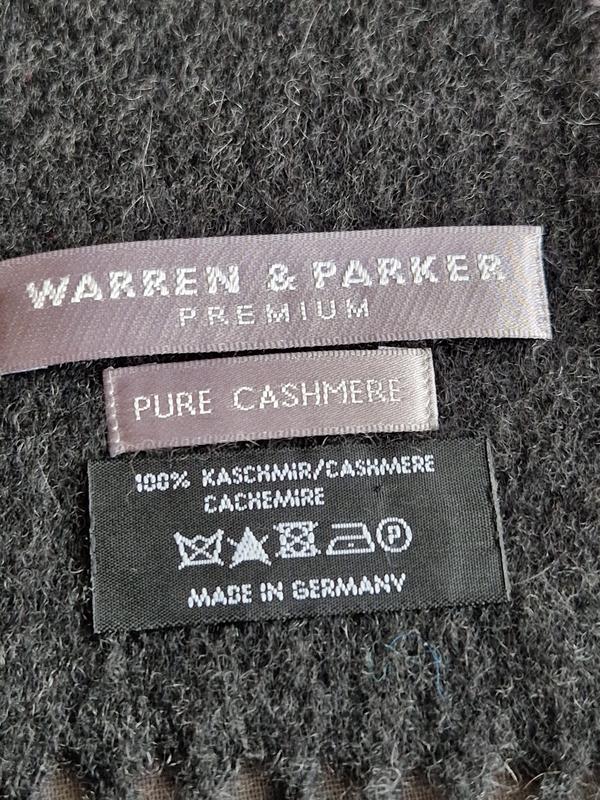 WARREN & PARKER
PREMIUM
PURE CASHMERE
100% KASCHMIR/CASHMERE
CACHEMIRE
P
MADE IN GERMANY